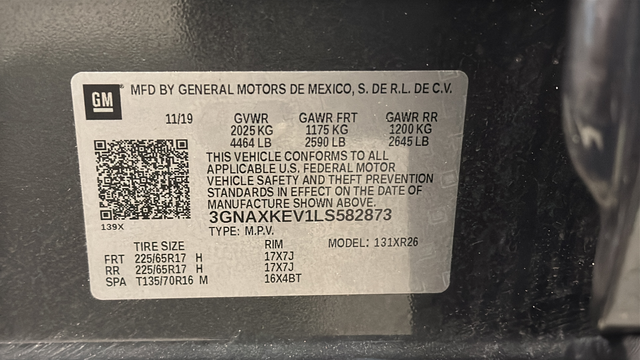 GM MFD BY GENERAL MOTORS DE MEXICO, S. DE R.L. DE C.V.
11/19 GVWR GAWR FRT GAWR RR
2025 KG 1175 KG 1200 KG
4464 LB 2590 LB 2645 LB
THIS VEHICLE CONFORMS TO ALL
APPLICABLE U.S. FEDERAL MOTOR
VEHICLE SAFETY AND THEFT PREVENTION
STANDARDS IN EFFECT ON THE DATE OF
MANUFACTURE SHOWN ABOVE.
3GNAXKEV1LS582873
139X TYPE: M.P.V.
TIRE SIZE RIM MODEL: 131XR26
FRT 225/65R17 H 17X7J
RR 225/65R17 H 17X7J
SPA T135/70R16 M 16X4BT